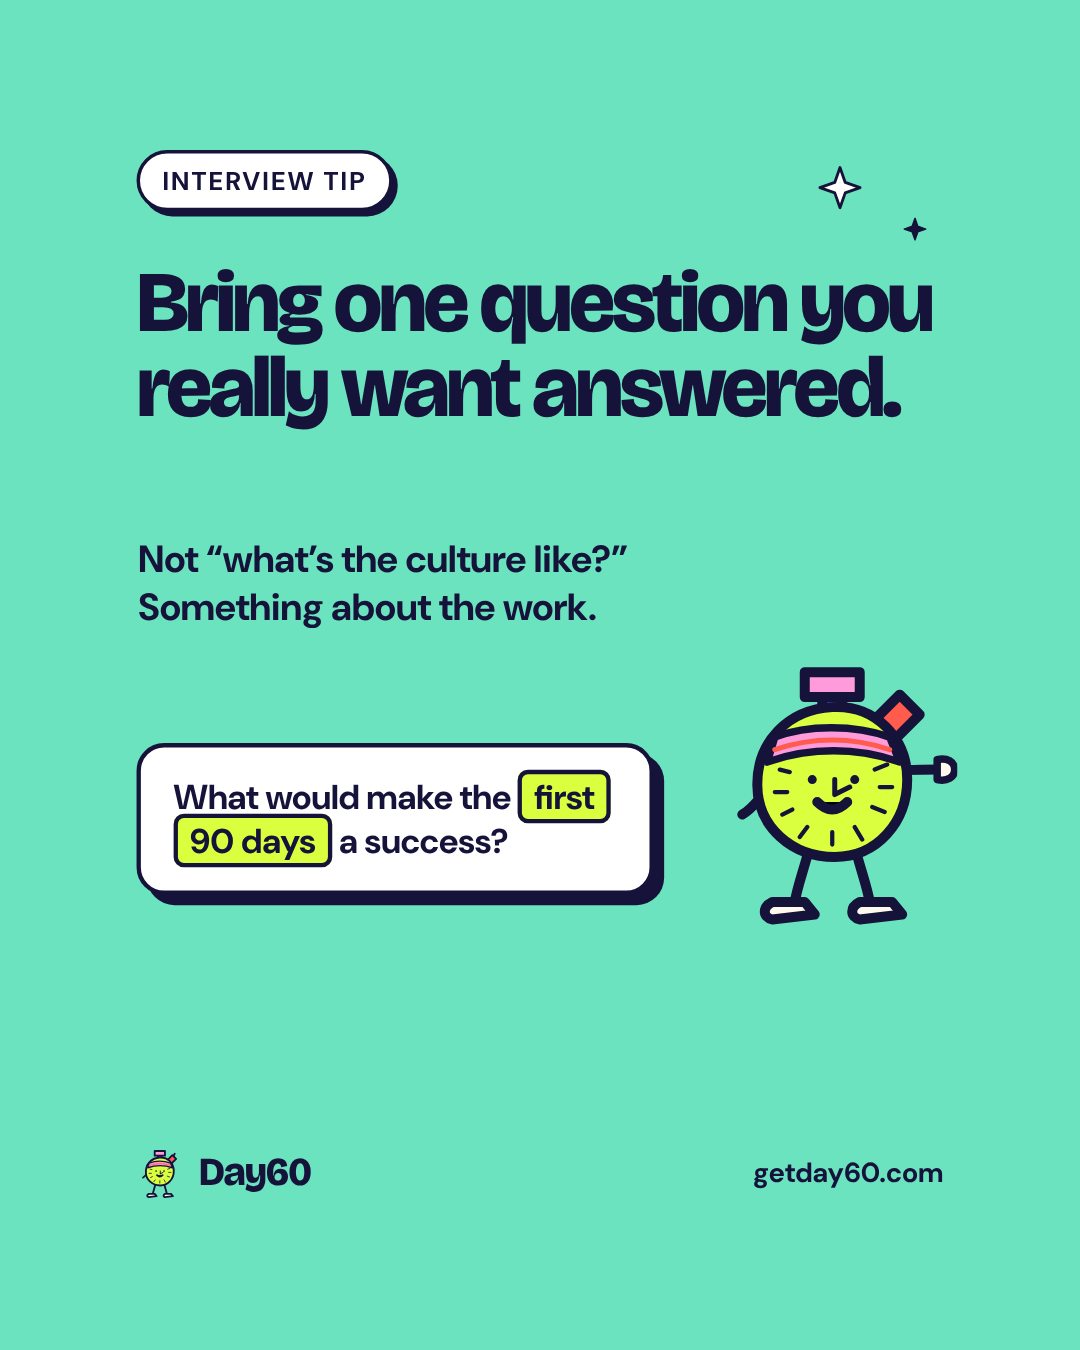 INTERVIEW TIP
Bring one question you
really want answered.
Not “what’s the culture like?”
Something about the work.
What would make the first
90 days a success?
Day60
getday60.com